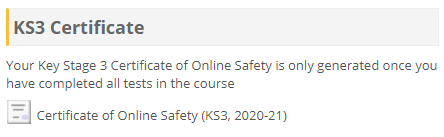 KS3 Certificate
Your Key Stage 3 Certificate of Online Safety is only generated once you
have completed all tests in the course
Certificate of Online Safety (KS3, 2020-21)